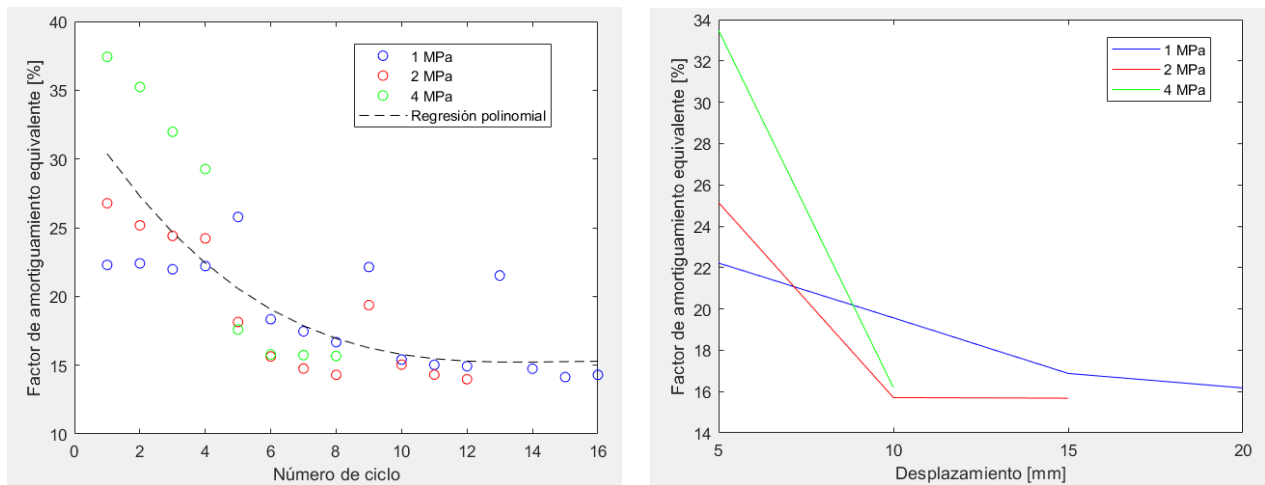 40
35
30
25
20
15
10
0
2
4
6
8
10
12
14
16
Factor de amortiguamiento equivalente [%]
Número de ciclo
1 MPa
2 MPa
4 MPa
Regresión polinomial
34
32
30
28
26
24
22
20
18
16
14
5
10
15
20
Factor de amortiguamiento equivalente [%]
Desplazamiento [mm]
1 MPa
2 MPa
4 MPa